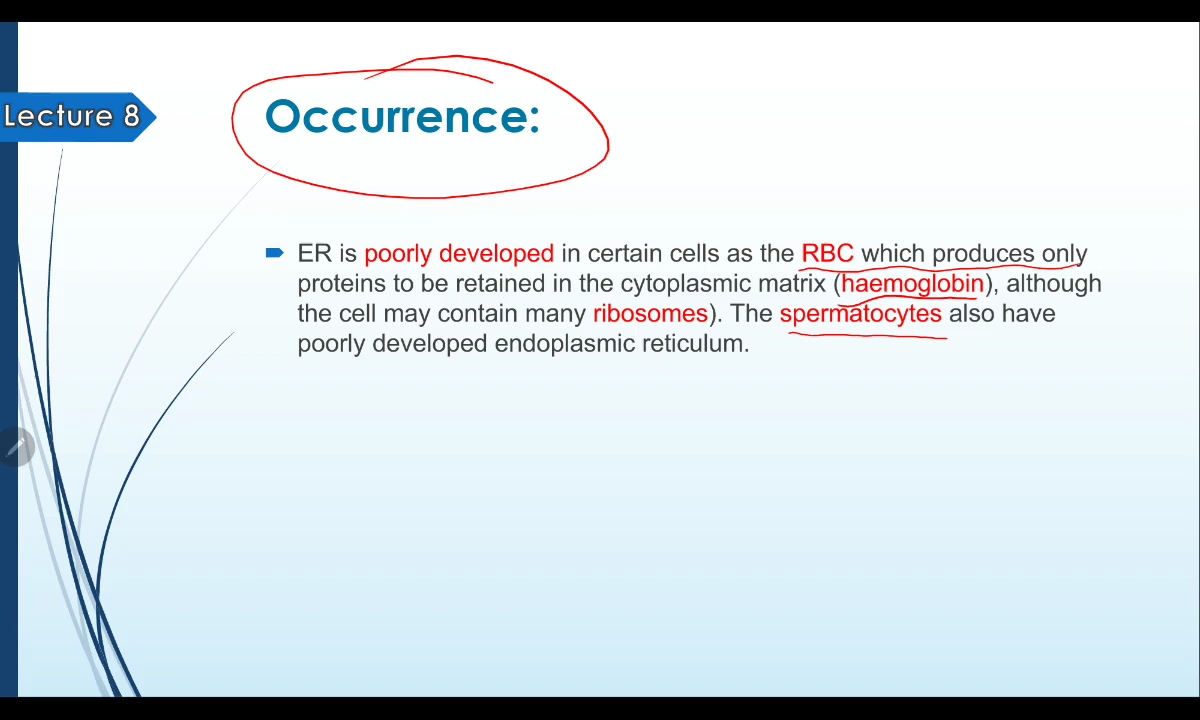 Lecture 8
Occurrence:
ER is poorly developed in certain cells as the RBC which produces only
proteins to be retained in the cytoplasmic matrix (haemoglobin), although
the cell may contain many ribosomes). The spermatocytes also have
poorly developed endoplasmic reticulum.